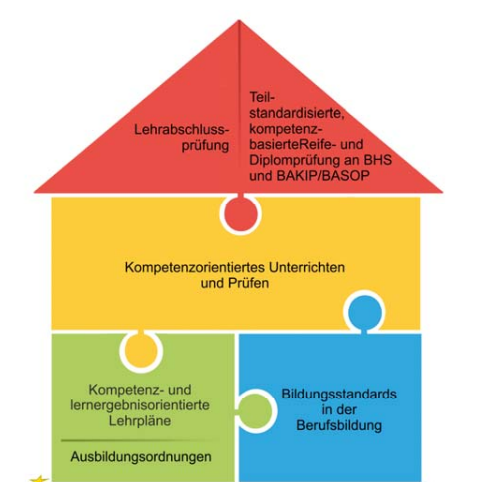 Lehrabschluss-
prüfung
Teil-
standardisierte,
kompetenz-
basierteReife- und
Diplomprüfung an BHS
und BAKIP/BASOP
Kompetenzorientiertes Unterrichten
und Prüfen
Kompetenz- und
lernergebnisorientierte
Lehrpläne
Ausbildungsordnungen
Bildungsstandards
in der
Berufsbildung